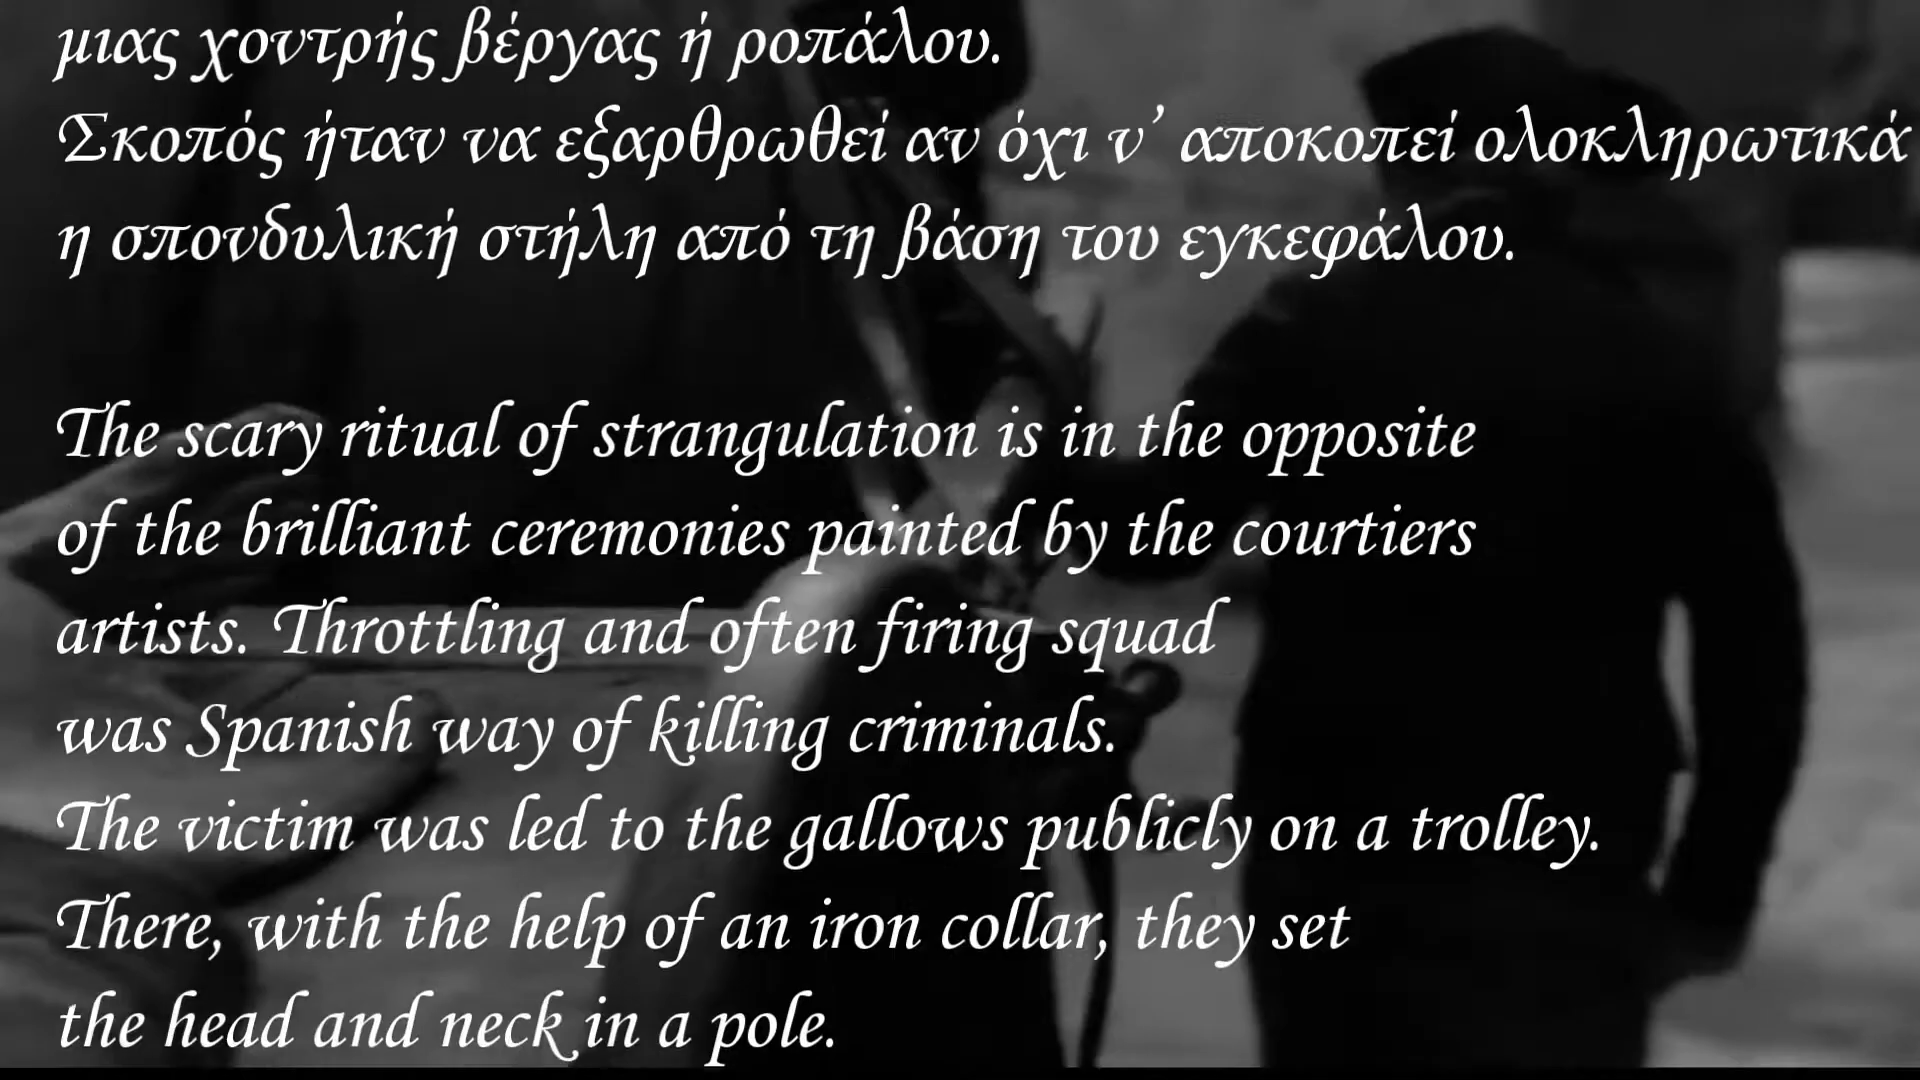 μιας χοντρής βέργας ή ροπάλου.
Σκοπός ήταν να εξαρθρωθεί αν όχι ν’ αποκοπεί ολοκληρωτικά
η σπονδυλική στήλη από τη βάση του εγκεφάλου.
The scary ritual of strangulation is in the opposite
of the brilliant ceremonies painted by the courtiers
artists. Throttling and often firing squad
was Spanish way of killing criminals.
The victim was led to the gallows publicly on a trolley.
There, with the help of an iron collar, they set
the head and neck in a pole.